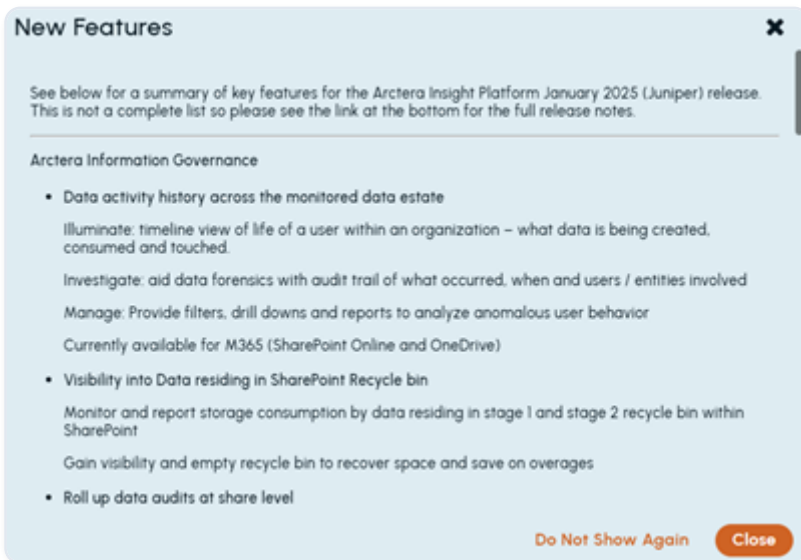 New Features
See below for a summary of key features for the Arctera Insight Platform January 2025 (Juniper) release.
This is not a complete list so please see the link at the bottom for the full release notes.
Arctera Information Governance
• Data activity history across the monitored data estate
Illuminate: timeline view of life of a user within an organization – what data is being created,
consumed and touched.
Investigate: aid data forensics with audit trail of what occurred, when and users / entities involved
Manage: Provide filters, drill downs and reports to analyze anomalous user behavior
Currently available for M365 (SharePoint Online and OneDrive)
• Visibility into Data residing in SharePoint Recycle bin
Monitor and report storage consumption by data residing in stage 1 and stage 2 recycle bin within
SharePoint
Gain visibility and empty recycle bin to recover space and save on overages
• Roll up data audits at share level
Do Not Show Again Close